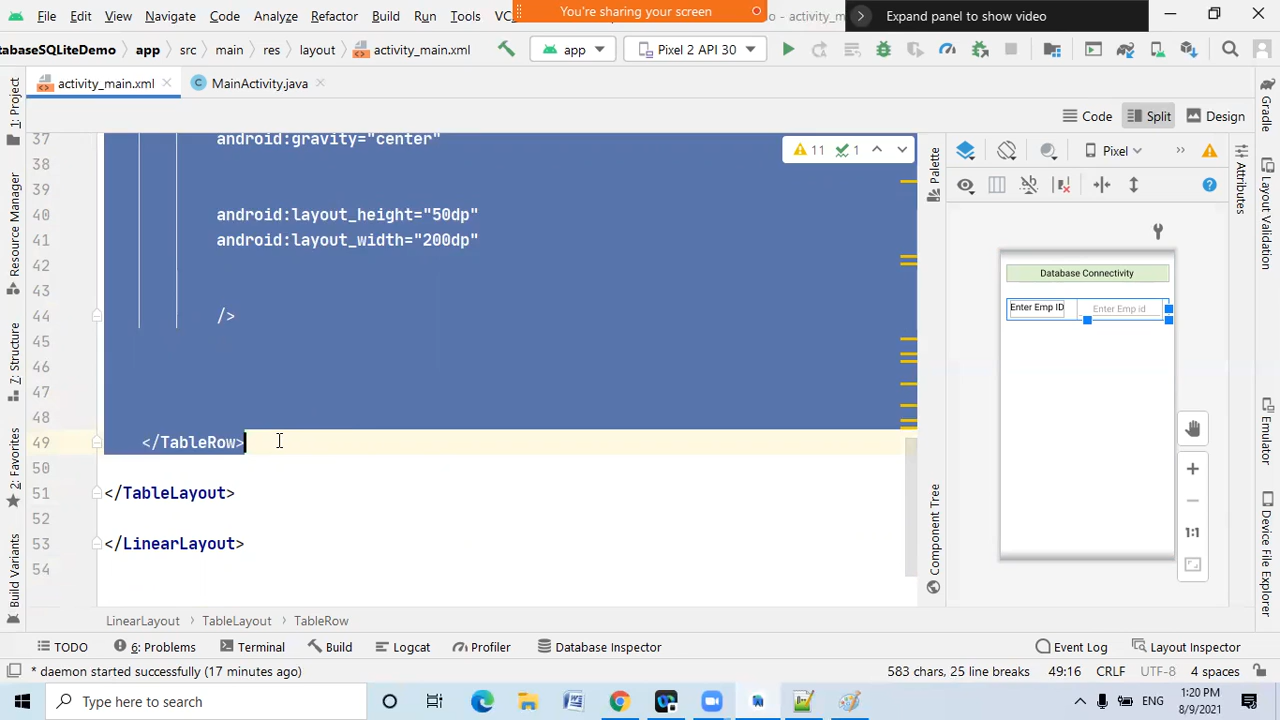 File Edit View Navigate Code Analyze Refactor Build Run Tools
You're sharing your screen
Expand panel to show video
DatabaseSQLiteDemo app src main res layout activity_main.xml app Pixel 2 API 30
activity_main.xml MainActivity.java
Code Split Design
1: Project
Resource Manager
7: Structure
2: Favorites
Build Variants
37 android:gravity="center"
38
39
40 android:layout_height="50dp"
41 android:layout_width="200dp"
42
43
44 />
45
46
47
48
49 </TableRow>
50
51 </TableLayout>
52
53 </LinearLayout>
54
11 1
Palette
Component Tree
Pixel
Database Connectivity
Enter Emp ID Enter Emp id
1:1
Attributes
Gradle
Layout Validation
Emulator
Device File Explorer
LinearLayout TableLayout TableRow
TODO 6: Problems Terminal Build Logcat Profiler Database Inspector Event Log Layout Inspector
* daemon started successfully (17 minutes ago) 583 chars, 25 line breaks 49:16 CRLF UTF-8 4 spaces
Type here to search
ENG
1:20 PM
8/9/2021